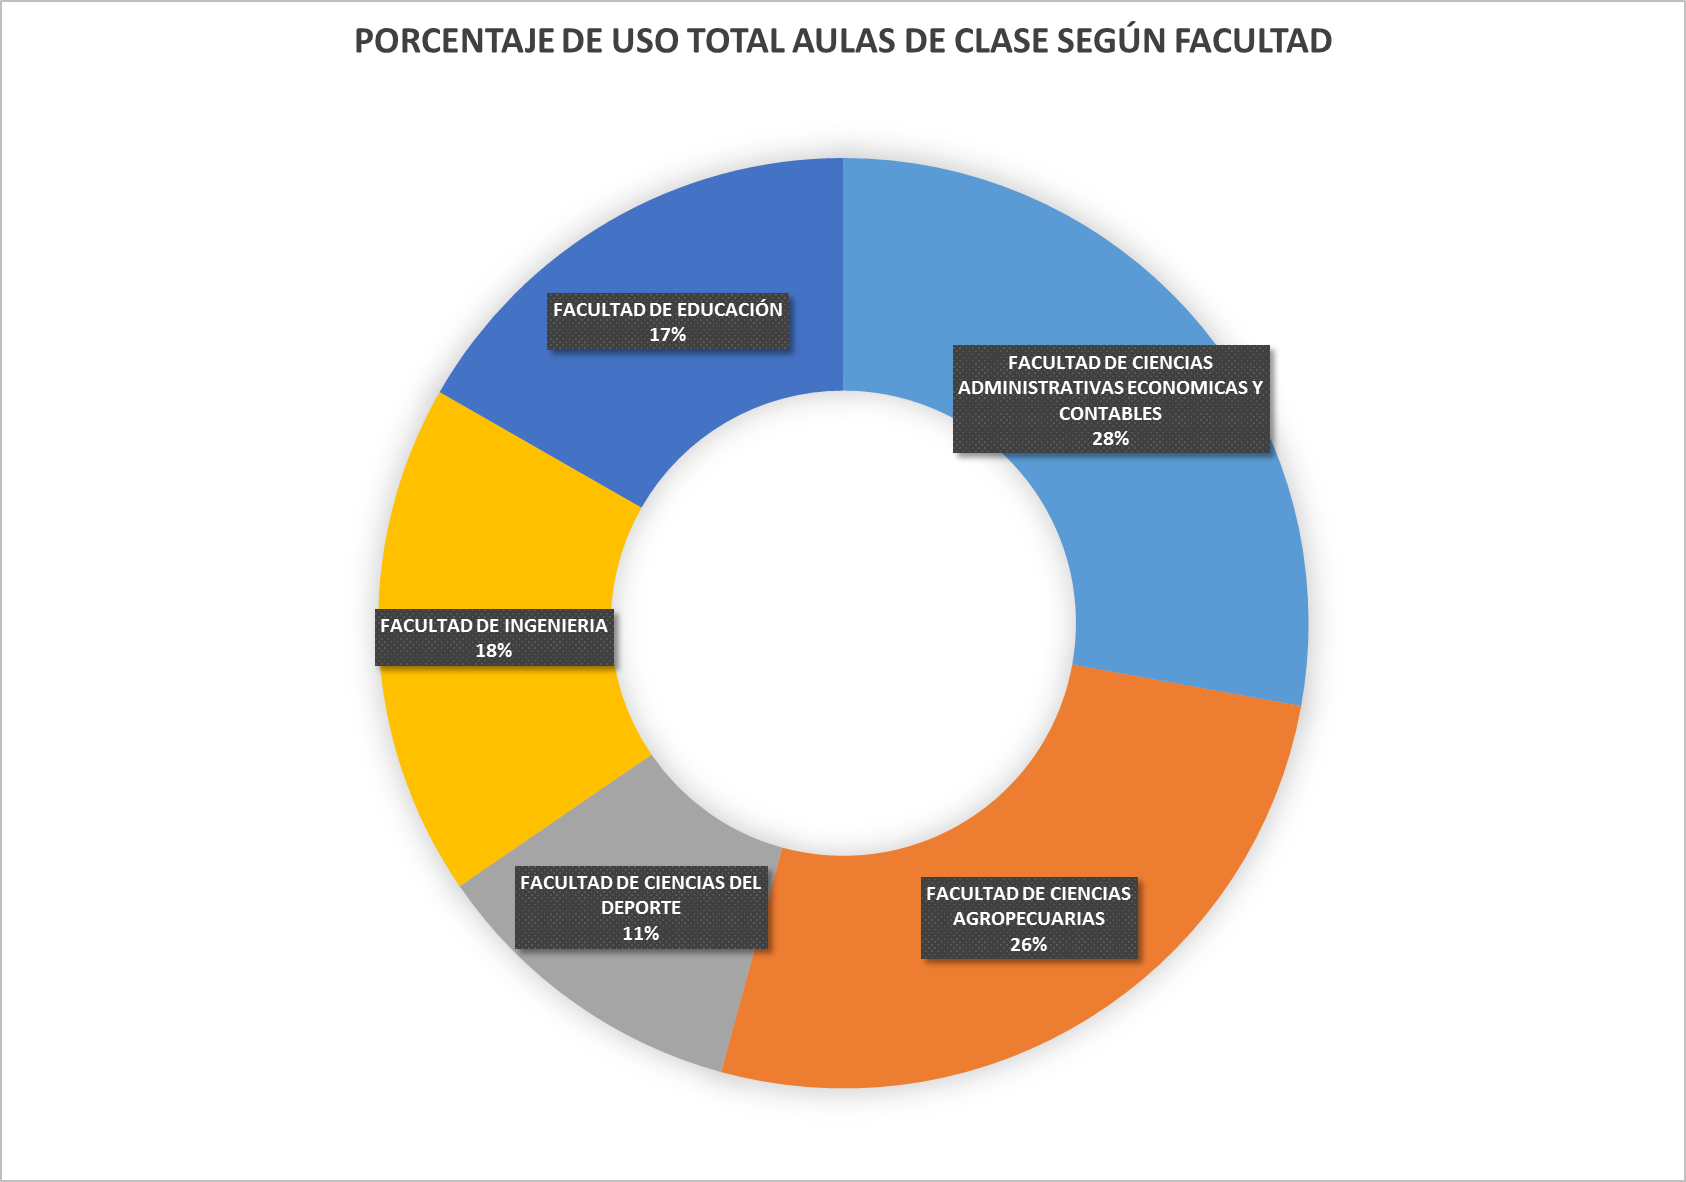 PORCENTAJE DE USO TOTAL AULAS DE CLASE SEGÚN FACULTAD
FACULTAD DE EDUCACIÓN
17%
FACULTAD DE CIENCIAS
ADMINISTRATIVAS ECONOMICAS Y
CONTABLES
28%
FACULTAD DE INGENIERIA
18%
FACULTAD DE CIENCIAS DEL
DEPORTE
11%
FACULTAD DE CIENCIAS
AGROPECUARIAS
26%